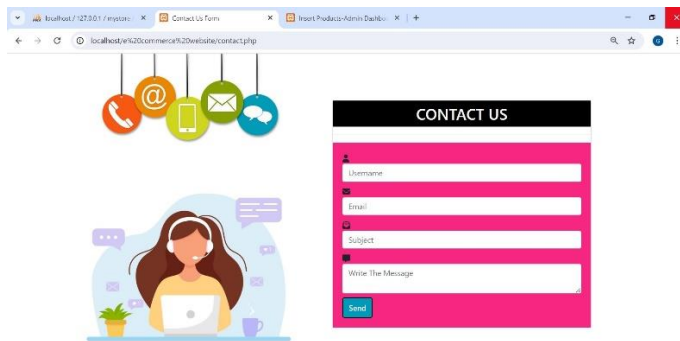 localhost / 127.0.0.1 / mystore
Contact Us Form
Insert Products-Admin Dashbo
localhost/e%20commerce%20website/contact.php
G
@
CONTACT US
Username
Email
Subject
Write The Message
Send